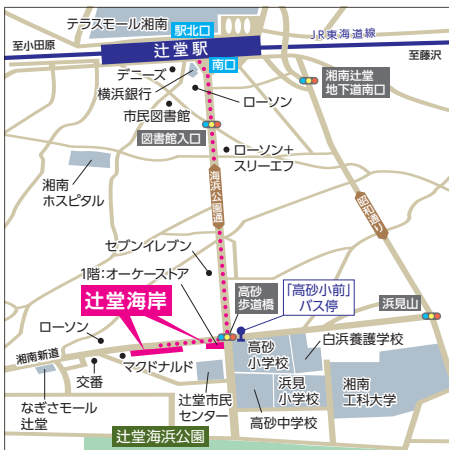 テラスモール湘南
駅北口
JR東海道線
至小田原
辻堂駅
至藤沢
デニーズ
南口
湘南辻堂
地下道南口
横浜銀行
ローソン
市民図書館
図書館入口
ローソン+
スリーエフ
湘南
ホスピタル
海浜公園通
昭和通り
セブンイレブン
1階:オーケーストア
高砂
歩道橋
「高砂小前」
バス停
浜見山
辻堂海岸
ローソン
白浜養護学校
湘南新道
高砂
小学校
マクドナルド
交番
浜見
小学校
湘南
工科大学
辻堂市民
センター
なぎさモール
辻堂
高砂中学校
辻堂海浜公園